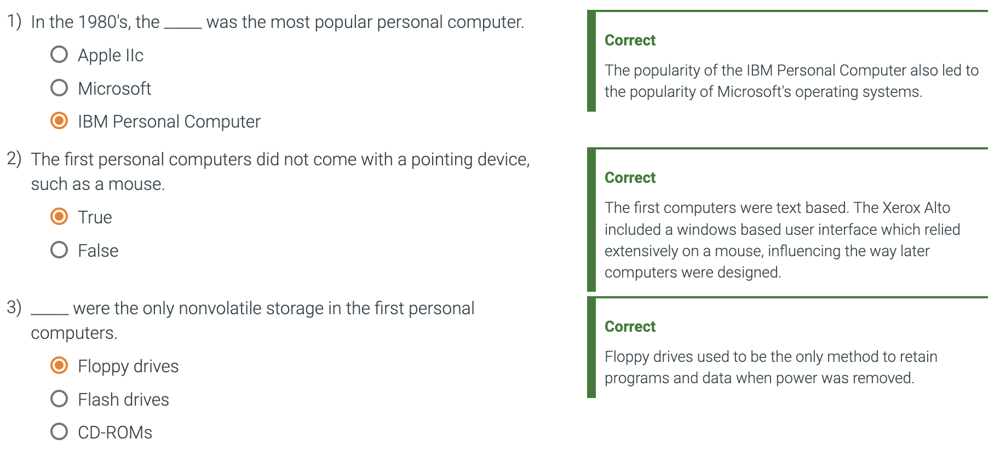 1) In the 1980's, the _____ was the most popular personal computer.
Apple IIc
Microsoft
IBM Personal Computer
Correct
The popularity of the IBM Personal Computer also led to
the popularity of Microsoft's operating systems.
2) The first personal computers did not come with a pointing device,
such as a mouse.
True
False
Correct
The first computers were text based. The Xerox Alto
included a windows based user interface which relied
extensively on a mouse, influencing the way later
computers were designed.
3) _____ were the only nonvolatile storage in the first personal
computers.
Floppy drives
Flash drives
CD-ROMs
Correct
Floppy drives used to be the only method to retain
programs and data when power was removed.